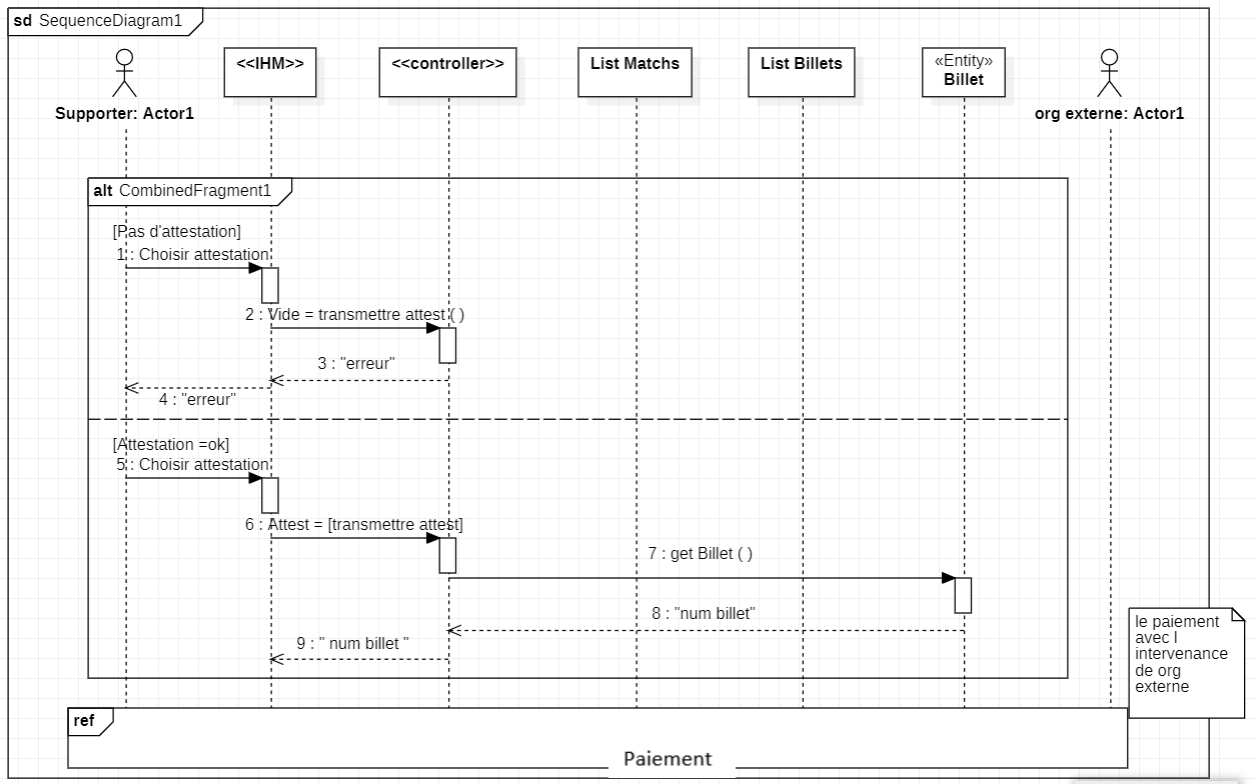 sd SequenceDiagram1
<<IHM>>
<<controller>>
List Matchs
List Billets
«Entity»
Billet
Supporter: Actor1
org externe: Actor1
alt CombinedFragment1
[Pas d'attestation]
1 : Choisir attestation
2 : Vide = transmettre attest ( )
3 : "erreur"
4 : "erreur"
[Attestation =ok]
5 : Choisir attestation
6 : Attest = [transmettre attest]
7 : get Billet ( )
8 : "num billet"
9 : " num billet "
le paiement
avec l
intervenance
de org
externe
ref
Paiement